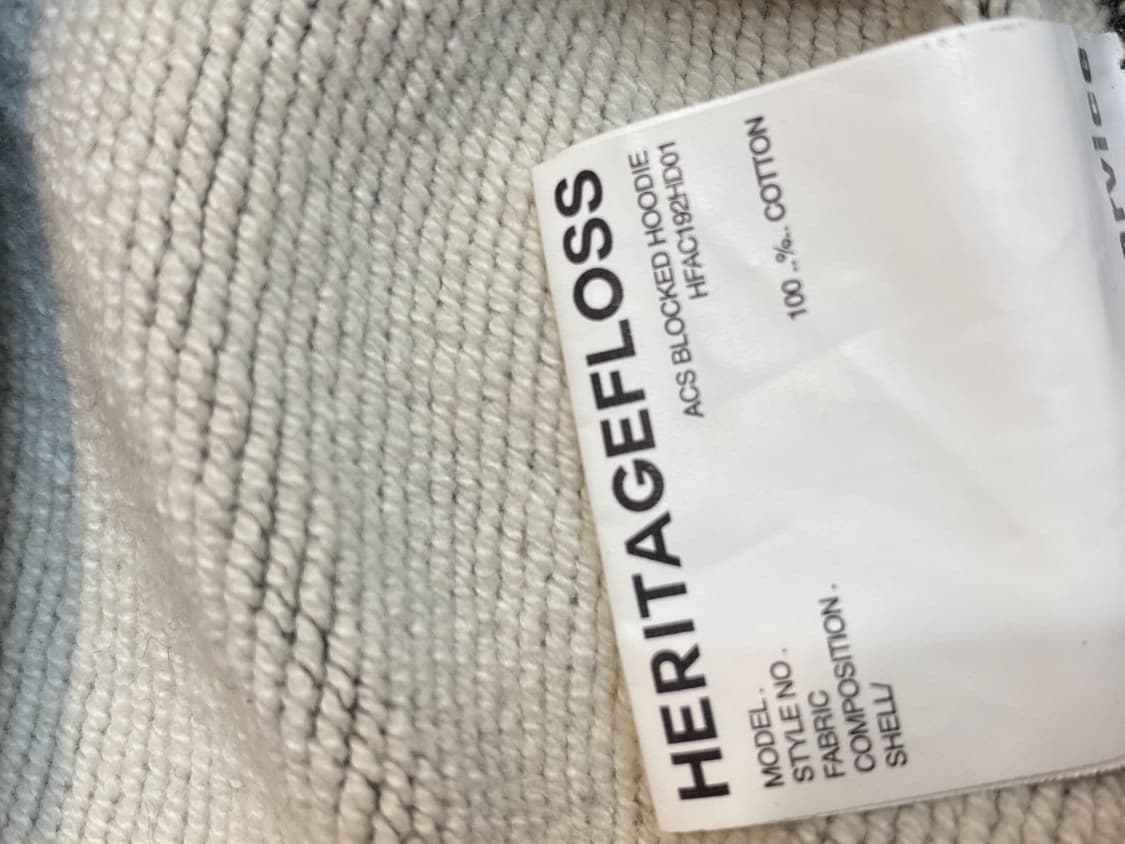 HERITAGEFLOSS
MODEL. ACS BLOCKED HOODIE
STYLE NO. HFAC192HD01
FABRIC
COMPOSITION.
SHELL/ 100 ..%.. COTTON